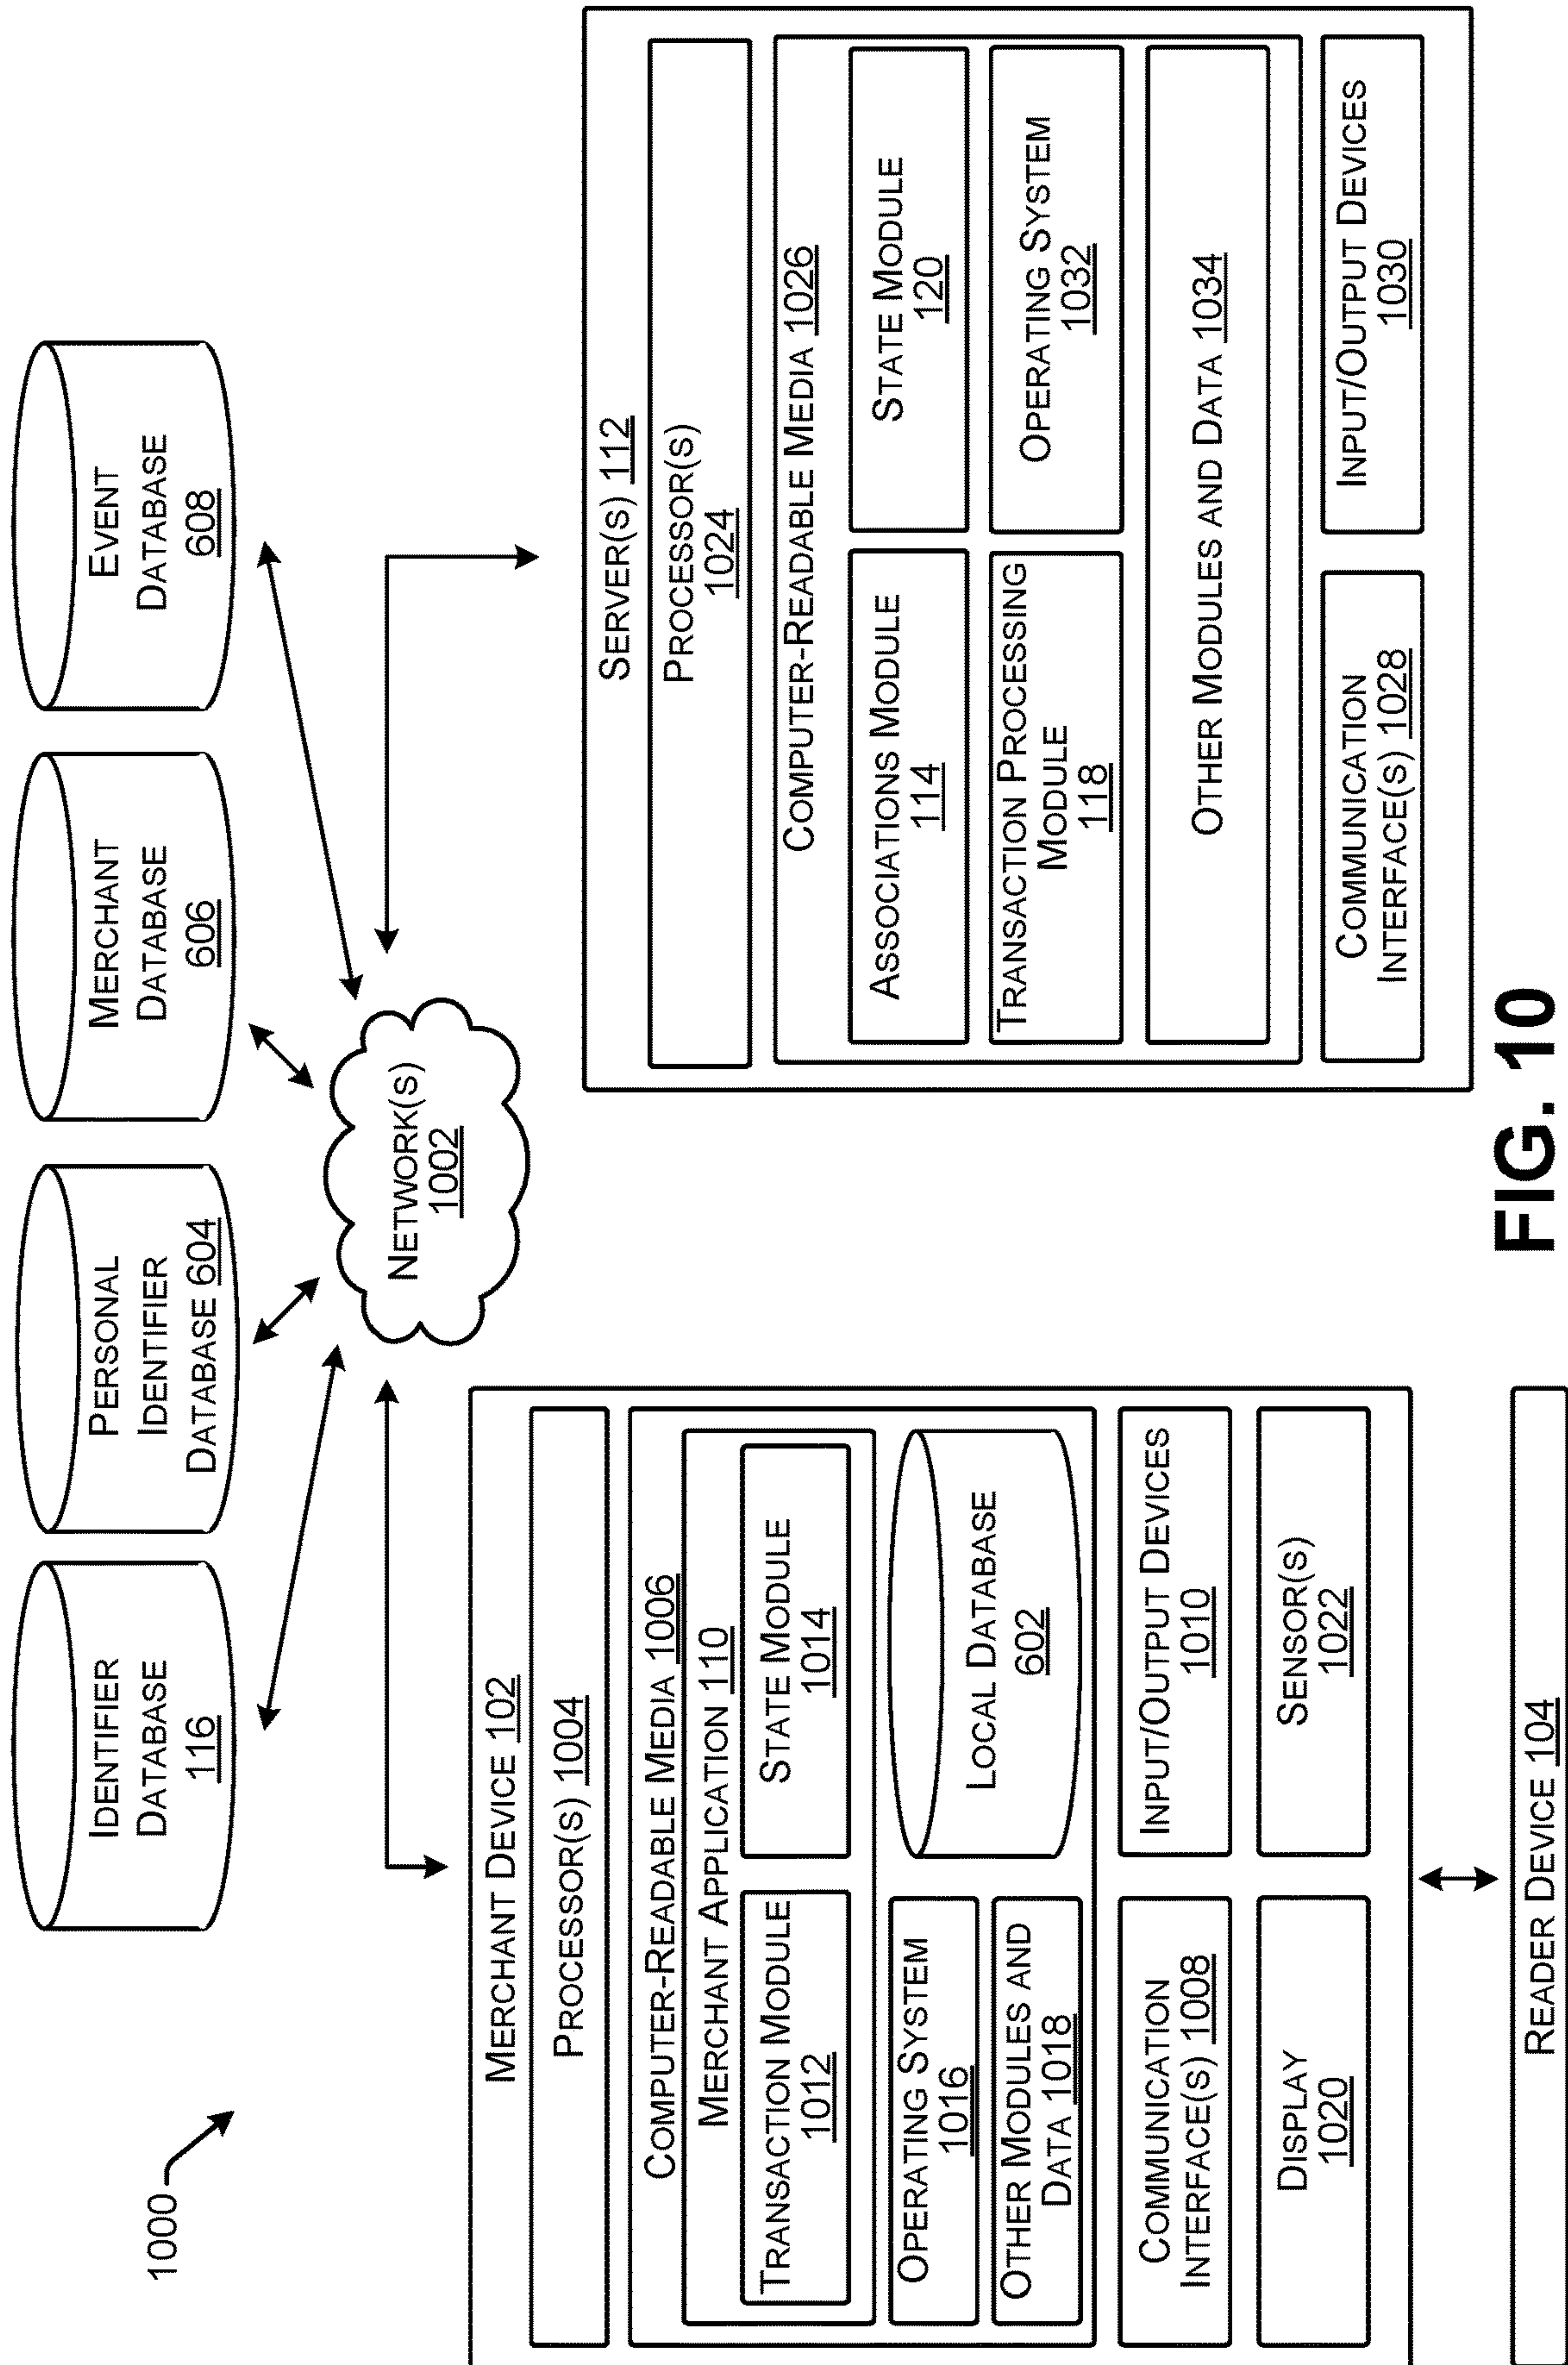 1000
IDENTIFIER
DATABASE
116
PERSONAL
IDENTIFIER
DATABASE 604
MERCHANT
DATABASE
606
EVENT
DATABASE
608
NETWORK(S)
1002
MERCHANT DEVICE 102
PROCESSOR(S) 1004
COMPUTER-READABLE MEDIA 1006
MERCHANT APPLICATION 110
TRANSACTION MODULE
1012
STATE MODULE
1014
OPERATING SYSTEM
1016
OTHER MODULES AND
DATA 1018
LOCAL DATABASE
602
COMMUNICATION
INTERFACE(S) 1008
INPUT/OUTPUT DEVICES
1010
DISPLAY
1020
SENSOR(S)
1022
READER DEVICE 104
SERVER(S) 112
PROCESSOR(S)
1024
COMPUTER-READABLE MEDIA 1026
ASSOCIATIONS MODULE
114
STATE MODULE
120
TRANSACTION PROCESSING
MODULE
118
OPERATING SYSTEM
1032
OTHER MODULES AND DATA 1034
COMMUNICATION
INTERFACE(S) 1028
INPUT/OUTPUT DEVICES
1030
FIG. 10